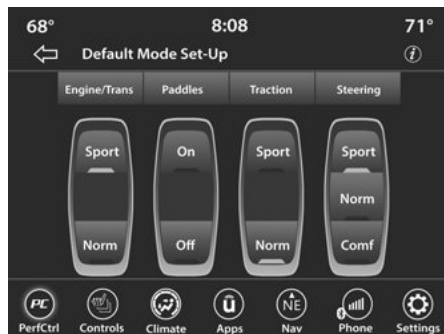 68° 8:08 71°
Default Mode Set-Up i
Engine/Trans Paddles Traction Steering
Sport On Sport Sport
Norm
Norm Off Norm Comf
PC ū NE
PerfCtrl Controls Climate Apps Nav Phone Settings